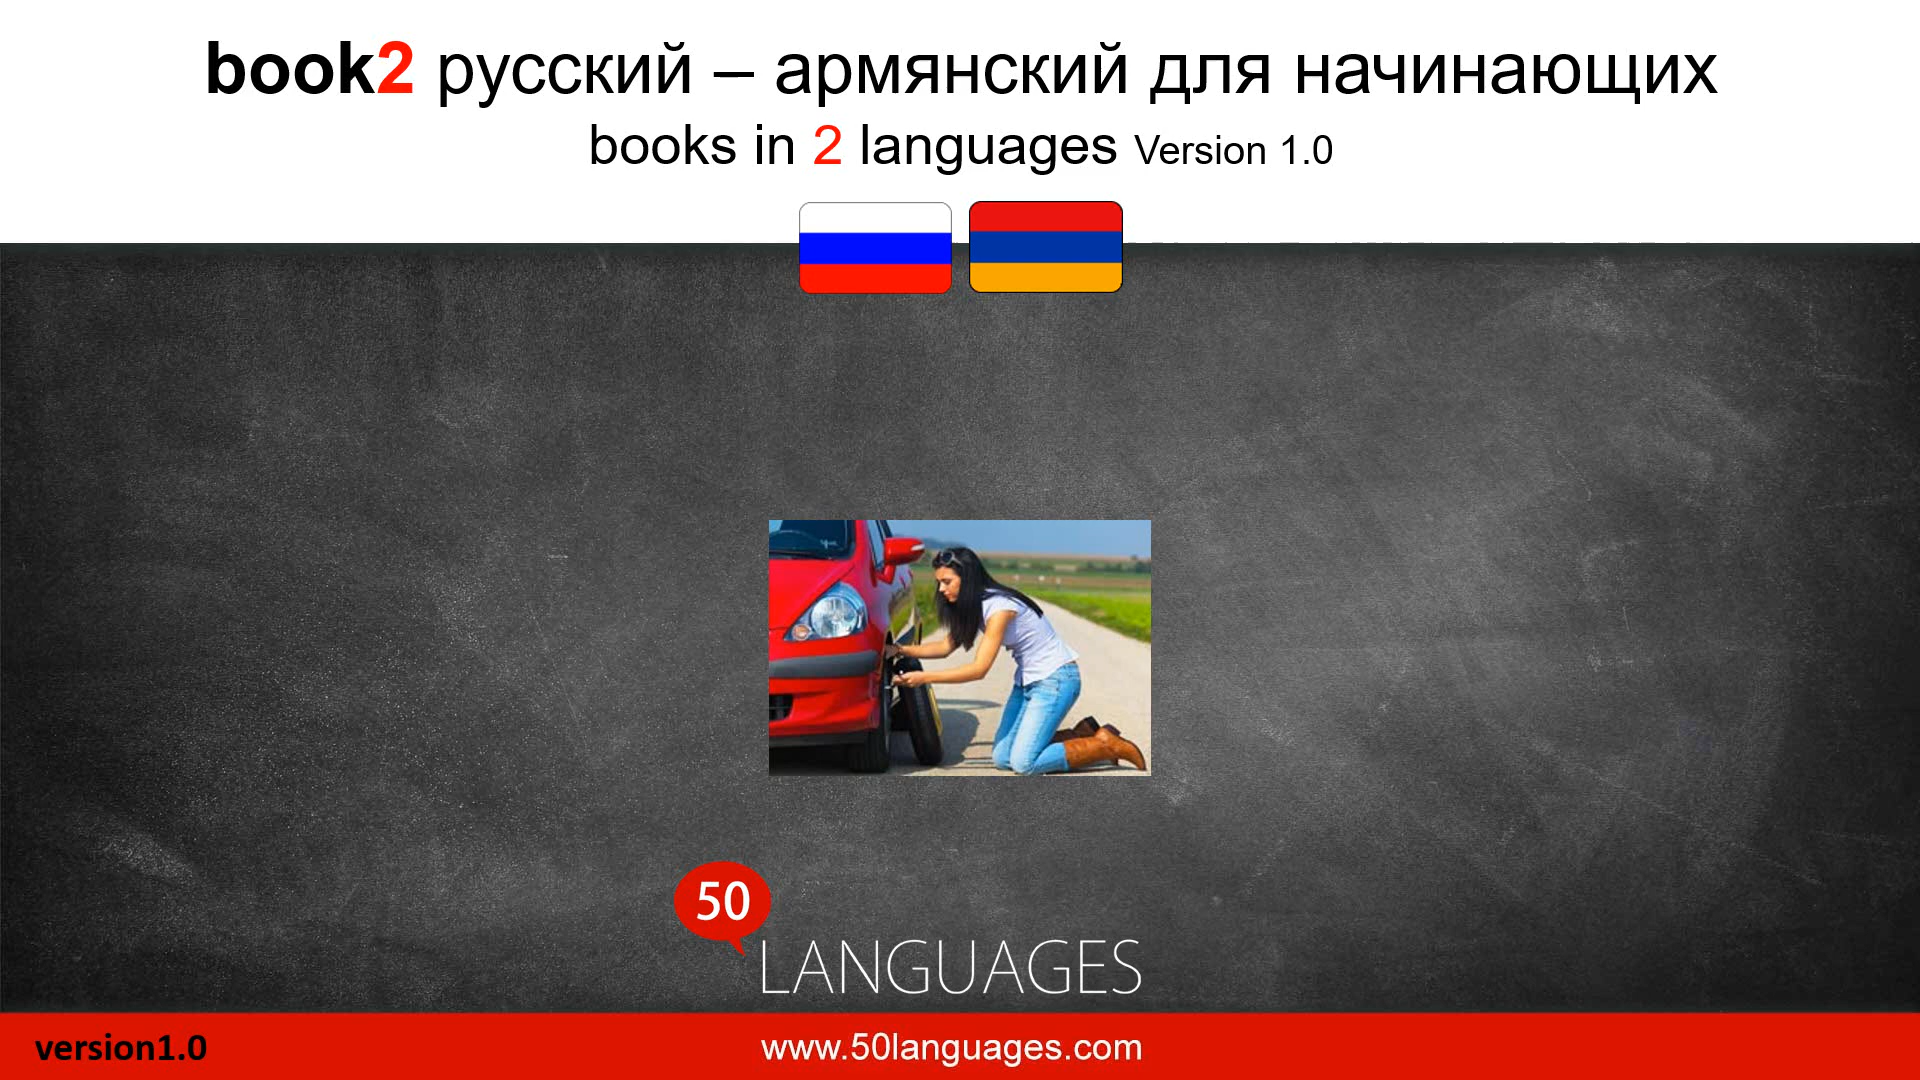 book2 русский – армянский для начинающих
books in 2 languages Version 1.0
50
LANGUAGES
version1.0
www.50languages.com